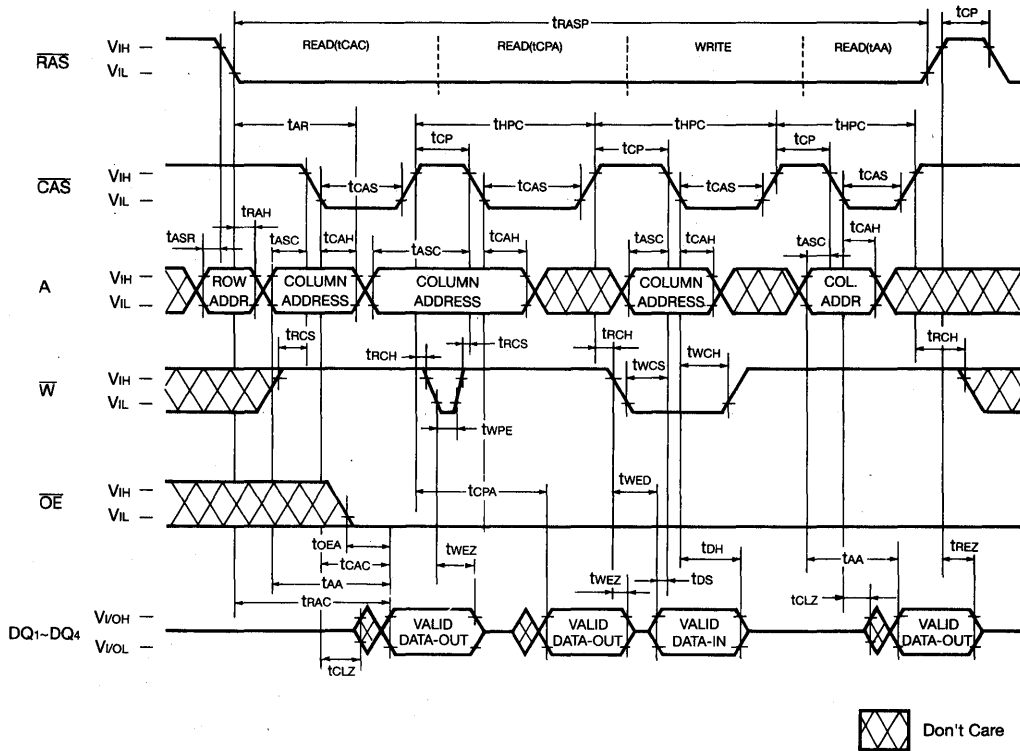 tRASP
tCP
READ(tCAC) READ(tCPA) WRITE READ(tAA)
RAS
VIH
VIL
tAR
tHPC tHPC tHPC
tCP tCP tCP
CAS
VIH
VIL
tCAS tCAS tCAS tCAS
tASR tRAH tASC tCAH tASC tCAH tASC tCAH tASC tCAH
A
VIH
VIL
ROW ADDR.
COLUMN ADDRESS
COLUMN ADDRESS
COLUMN ADDRESS
COL. ADDR
tRCS tRCH tRCS tRCH tWCH tRCH
tWCS
W
VIH
VIL
tWPE
OE
VIH
VIL
tCPA tWED
tOEA
tCAC
tAA
tRAC
tWEZ tWEZ tDS tDH tAA tREZ
tCLZ
DQ1~DQ4
VI/OH
VI/OL
VALID DATA-OUT
VALID DATA-OUT
VALID DATA-IN
VALID DATA-OUT
tCLZ
Don't Care